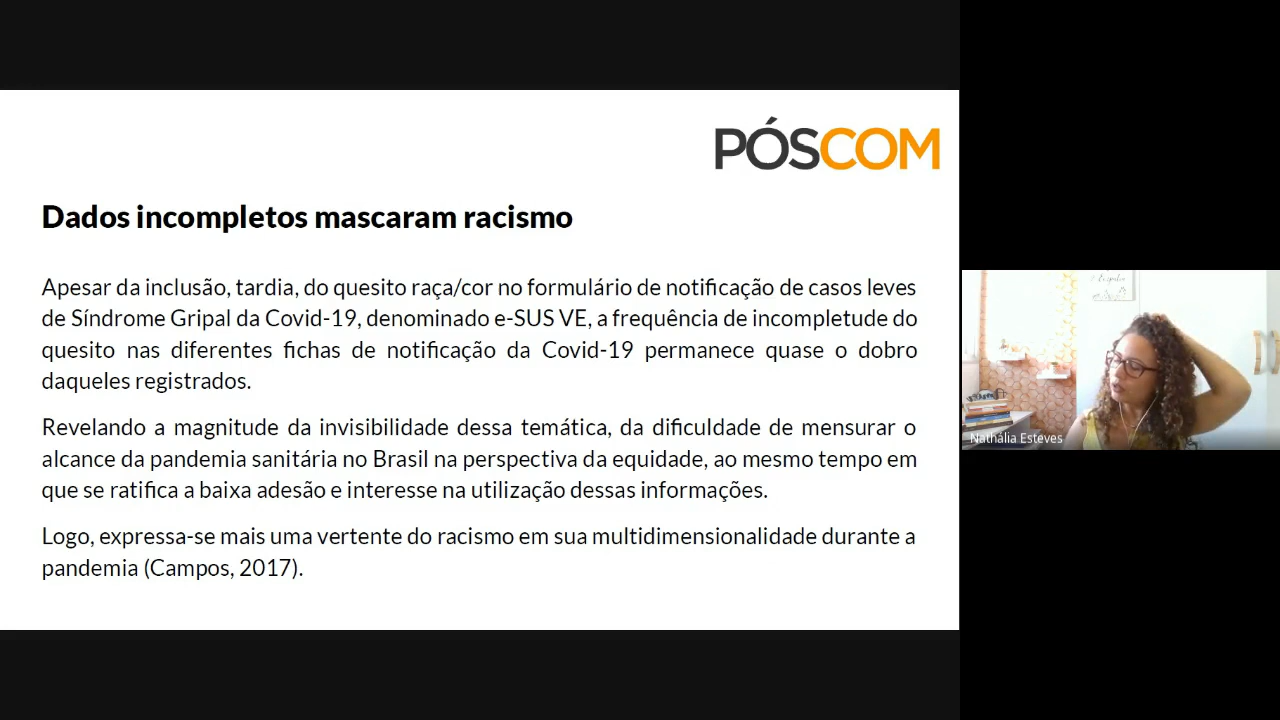 PÓSCOM
Dados incompletos mascaram racismo
Apesar da inclusão, tardia, do quesito raça/cor no formulário de notificação de casos leves
de Síndrome Gripal da Covid-19, denominado e-SUS VE, a frequência de incompletude do
quesito nas diferentes fichas de notificação da Covid-19 permanece quase o dobro
daqueles registrados.
Revelando a magnitude da invisibilidade dessa temática, da dificuldade de mensurar o
alcance da pandemia sanitária no Brasil na perspectiva da equidade, ao mesmo tempo em
que se ratifica a baixa adesão e interesse na utilização dessas informações.
Logo, expressa-se mais uma vertente do racismo em sua multidimensionalidade durante a
pandemia (Campos, 2017).
Nathália Esteves